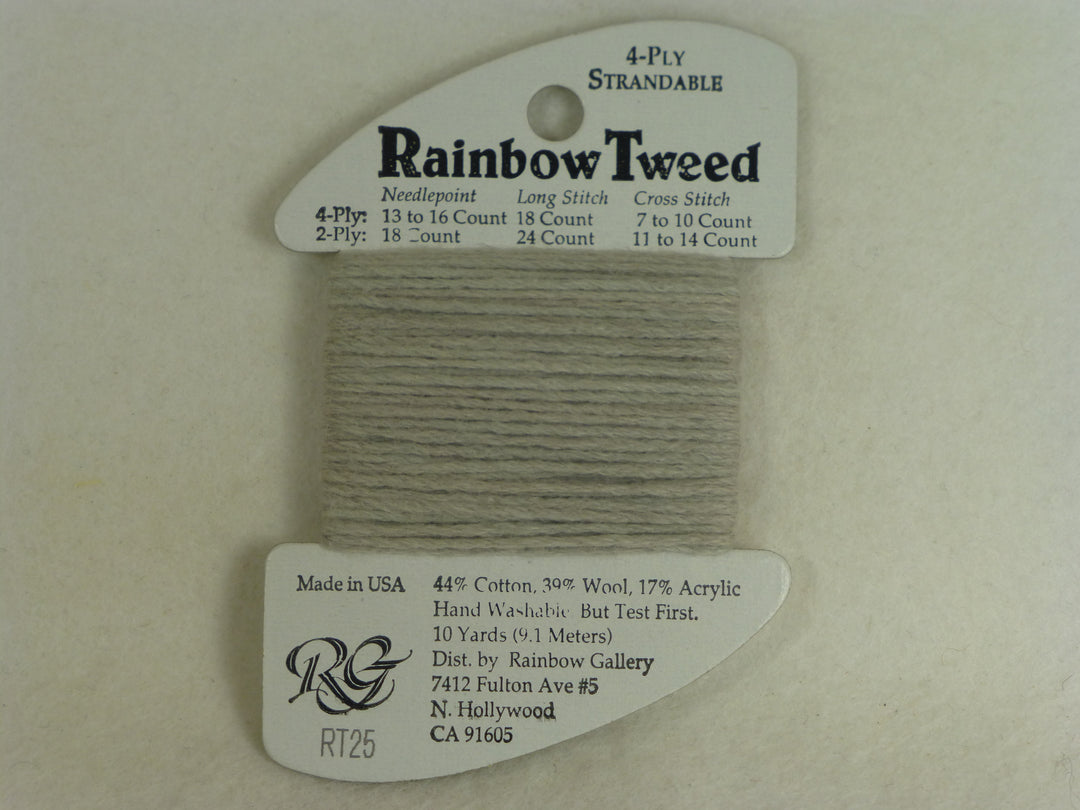 4-Ply
Strandable
Rainbow Tweed
Needlepoint Long Stitch Cross Stitch
4-Ply: 13 to 16 Count 18 Count 7 to 10 Count
2-Ply: 18 Count 24 Count 11 to 14 Count
Made in USA
44% Cotton, 39% Wool, 17% Acrylic
Hand Washable But Test First.
10 Yards (9.1 Meters)
Dist. by Rainbow Gallery
7412 Fulton Ave #5
N. Hollywood
CA 91605
RG
RT25